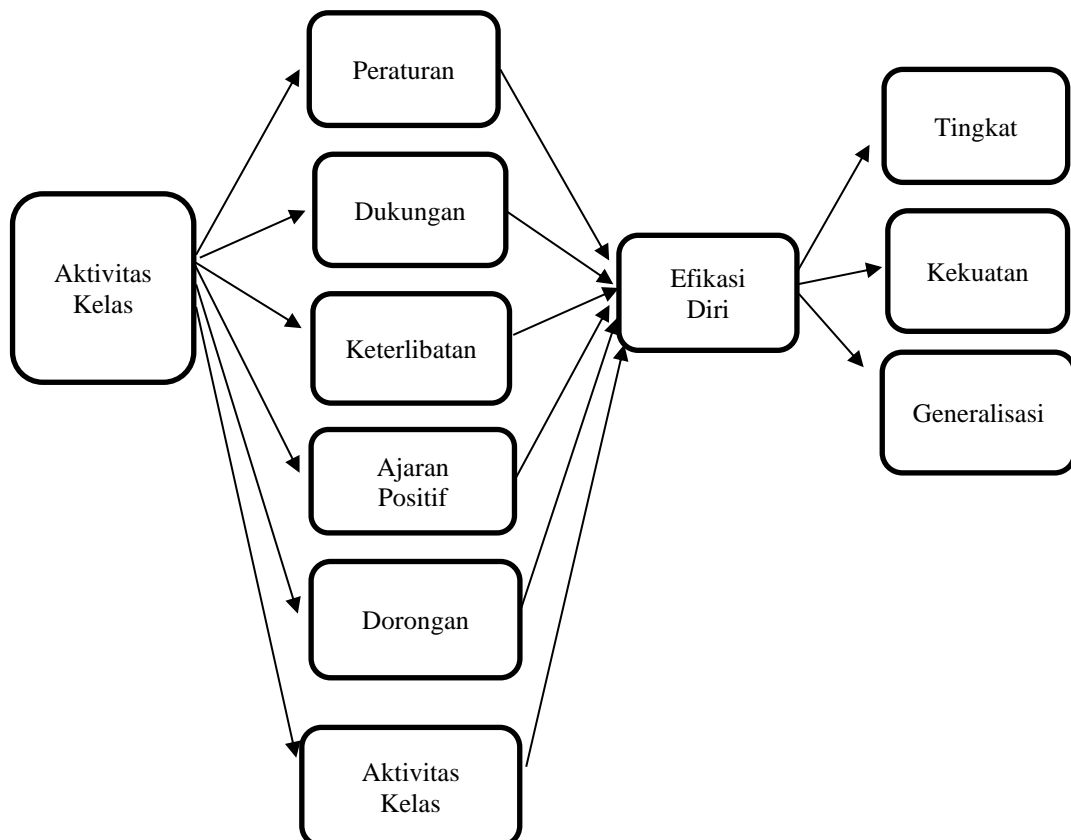 Aktivitas
Kelas
Peraturan
Dukungan
Keterlibatan
Ajaran
Positif
Dorongan
Aktivitas
Kelas
Efikasi
Diri
Tingkat
Kekuatan
Generalisasi